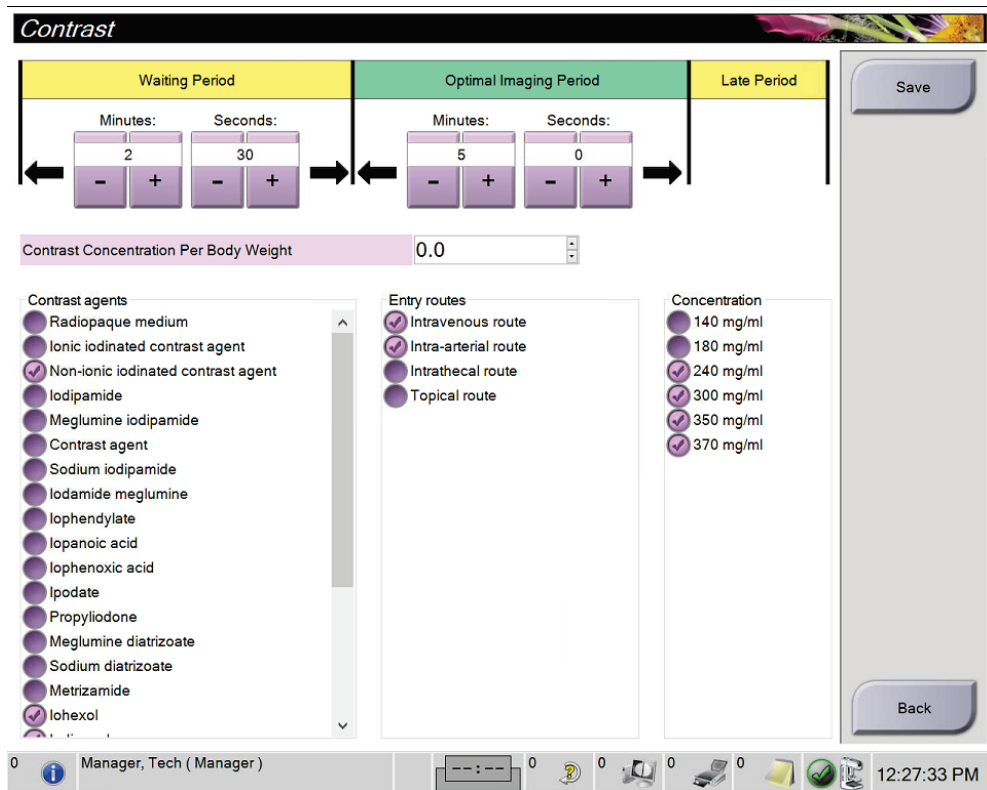 Contrast
Waiting Period
Optimal Imaging Period
Late Period
Save
Minutes:
Seconds:
Minutes:
Seconds:
2
30
5
0
-
+
-
+
-
+
-
+
Contrast Concentration Per Body Weight
0.0
Contrast agents
Radiopaque medium
Ionic iodinated contrast agent
Non-ionic iodinated contrast agent
Iodipamide
Meglumine iodipamide
Contrast agent
Sodium iodipamide
Iodamide meglumine
Iophendylate
Iopanoic acid
Iophenoxic acid
Ipodate
Propyliodone
Meglumine diatrizoate
Sodium diatrizoate
Metrizamide
Iohexol
Entry routes
Intravenous route
Intra-arterial route
Intrathecal route
Topical route
Concentration
140 mg/ml
180 mg/ml
240 mg/ml
300 mg/ml
350 mg/ml
370 mg/ml
Back
0
Manager, Tech ( Manager )
--:--
0
0
0
0
12:27:33 PM